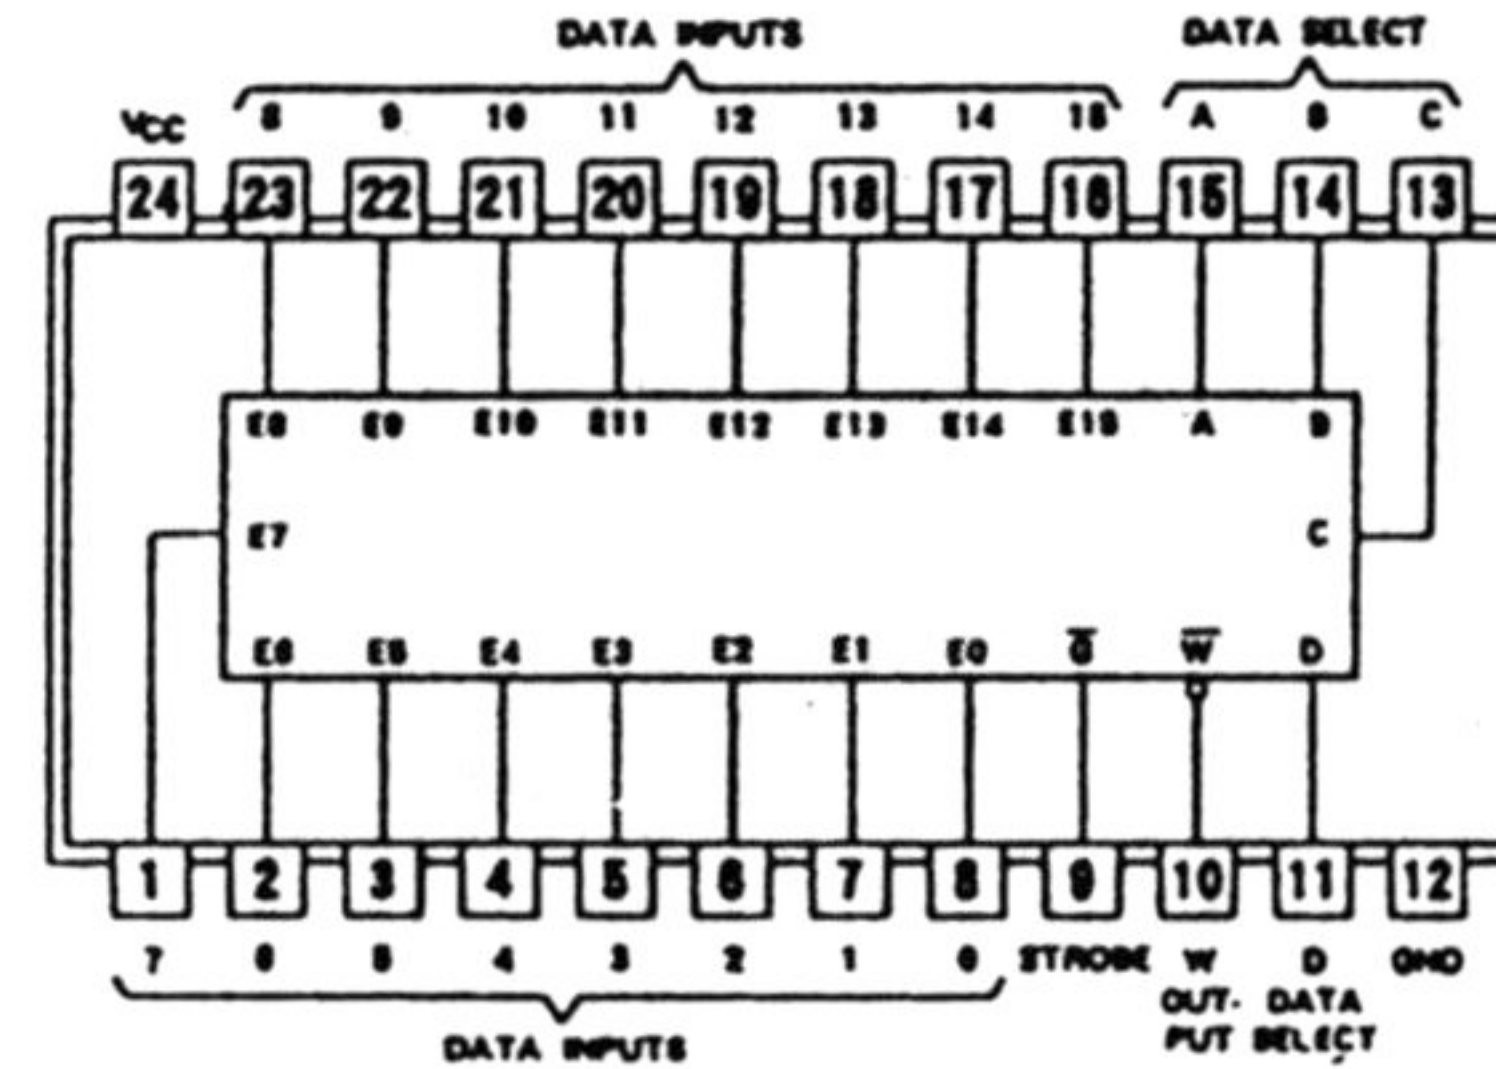 DATA INPUTS DATA SELECT
VCC 8 9 10 11 12 13 14 15 A B C
24 23 22 21 20 19 18 17 16 15 14 13
E8 E9 E10 E11 E12 E13 E14 E15 A B
E7 C
E6 E5 E4 E3 E2 E1 E0 G̅ W̅ D
1 2 3 4 5 6 7 8 9 10 11 12
7 6 5 4 3 2 1 0 STROBE W D GND
OUT- DATA
PUT SELECT
DATA INPUTS